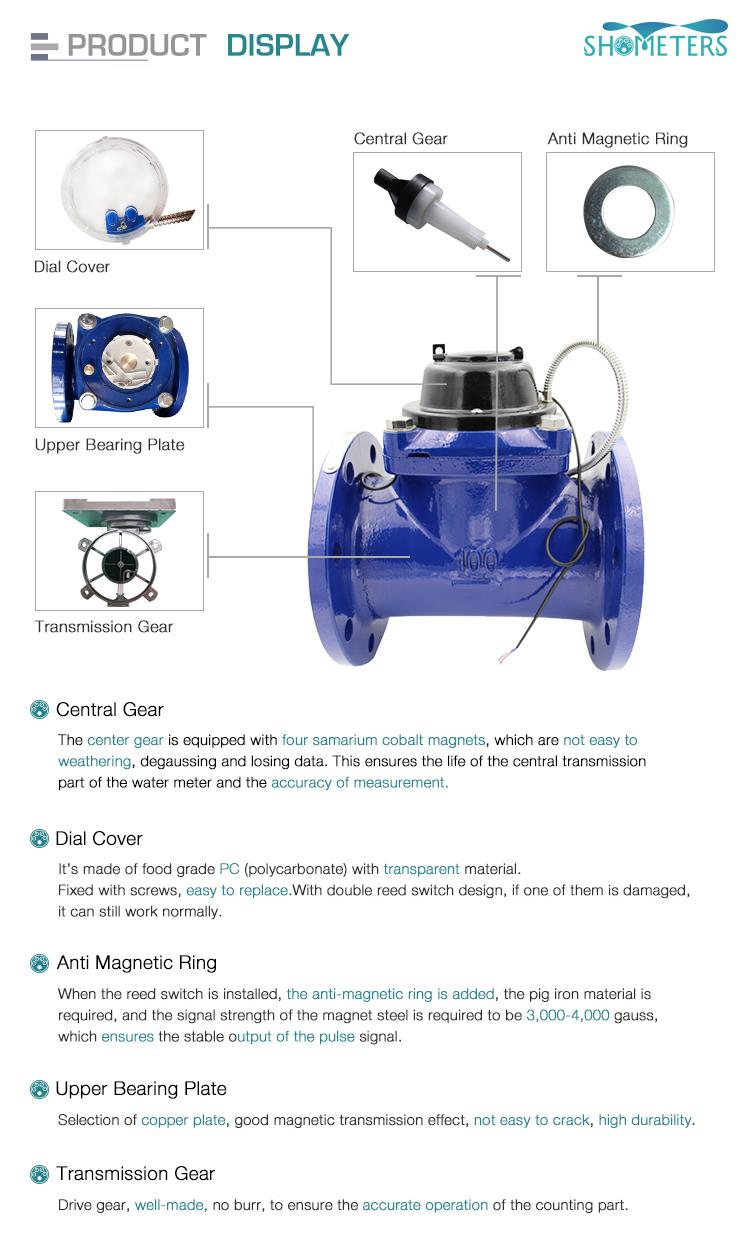 PRODUCT DISPLAY
SHOMETERS
Central Gear
Anti Magnetic Ring
Dial Cover
Upper Bearing Plate
Transmission Gear
100
Central Gear
The center gear is equipped with four samarium cobalt magnets, which are not easy to
weathering, degaussing and losing data. This ensures the life of the central transmission
part of the water meter and the accuracy of measurement.
Dial Cover
It's made of food grade PC (polycarbonate) with transparent material.
Fixed with screws, easy to replace.With double reed switch design, if one of them is damaged,
it can still work normally.
Anti Magnetic Ring
When the reed switch is installed, the anti-magnetic ring is added, the pig iron material is
required, and the signal strength of the magnet steel is required to be 3,000-4,000 gauss,
which ensures the stable output of the pulse signal.
Upper Bearing Plate
Selection of copper plate, good magnetic transmission effect, not easy to crack, high durability.
Transmission Gear
Drive gear, well-made, no burr, to ensure the accurate operation of the counting part.